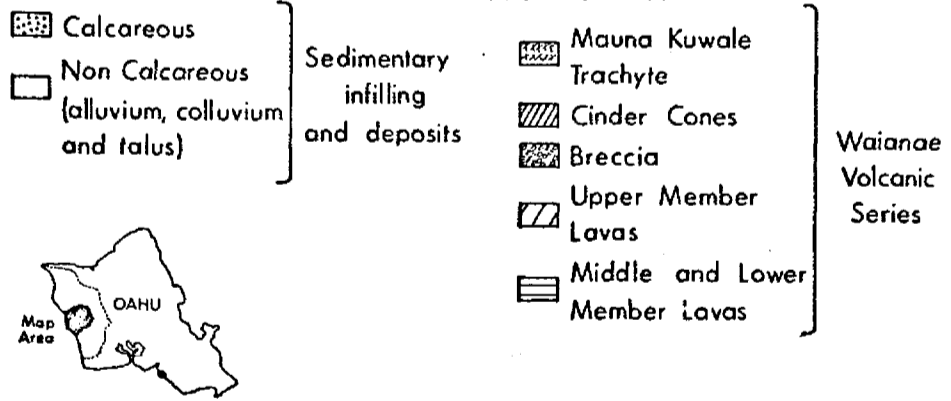 Calcareous
Non Calcareous
(alluvium, colluvium
and talus)
Sedimentary
infilling
and deposits
Mauna Kuwale
Trachyte
Cinder Cones
Breccia
Upper Member
Lavas
Middle and Lower
Member Lavas
Waianae
Volcanic
Series
OAHU
Map
Area